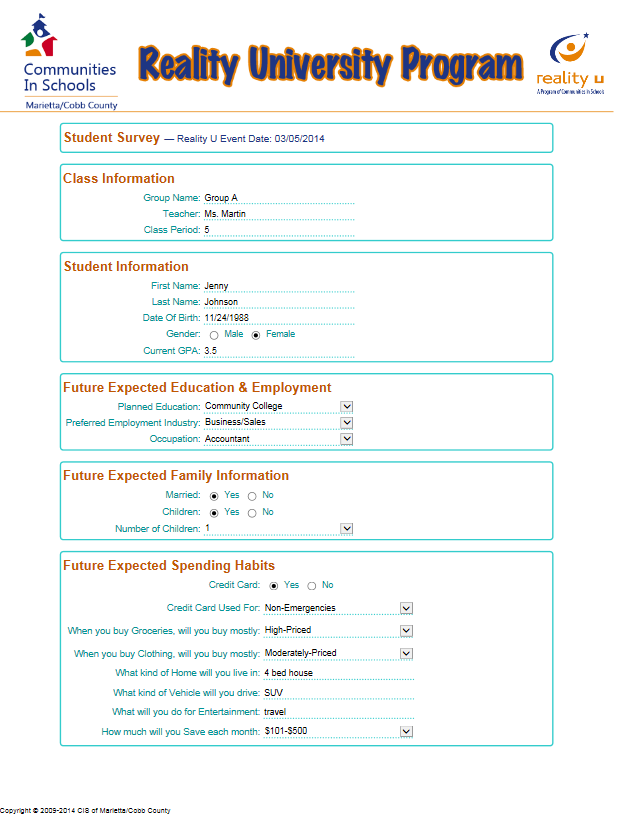 Communities
In Schools
Marietta/Cobb County
Reality University Program
reality u
A Program of Communities In Schools
Student Survey — Reality U Event Date: 03/05/2014
Class Information
Group Name: Group A
Teacher: Ms. Martin
Class Period: 5
Student Information
First Name: Jenny
Last Name: Johnson
Date Of Birth: 11/24/1988
Gender: Male Female
Current GPA: 3.5
Future Expected Education & Employment
Planned Education: Community College
Preferred Employment Industry: Business/Sales
Occupation: Accountant
Future Expected Family Information
Married: Yes No
Children: Yes No
Number of Children: 1
Future Expected Spending Habits
Credit Card: Yes No
Credit Card Used For: Non-Emergencies
When you buy Groceries, will you buy mostly: High-Priced
When you buy Clothing, will you buy mostly: Moderately-Priced
What kind of Home will you live in: 4 bed house
What kind of Vehicle will you drive: SUV
What will you do for Entertainment: travel
How much will you Save each month: $101-$500
Copyright © 2009-2014 CIS of Marietta/Cobb County